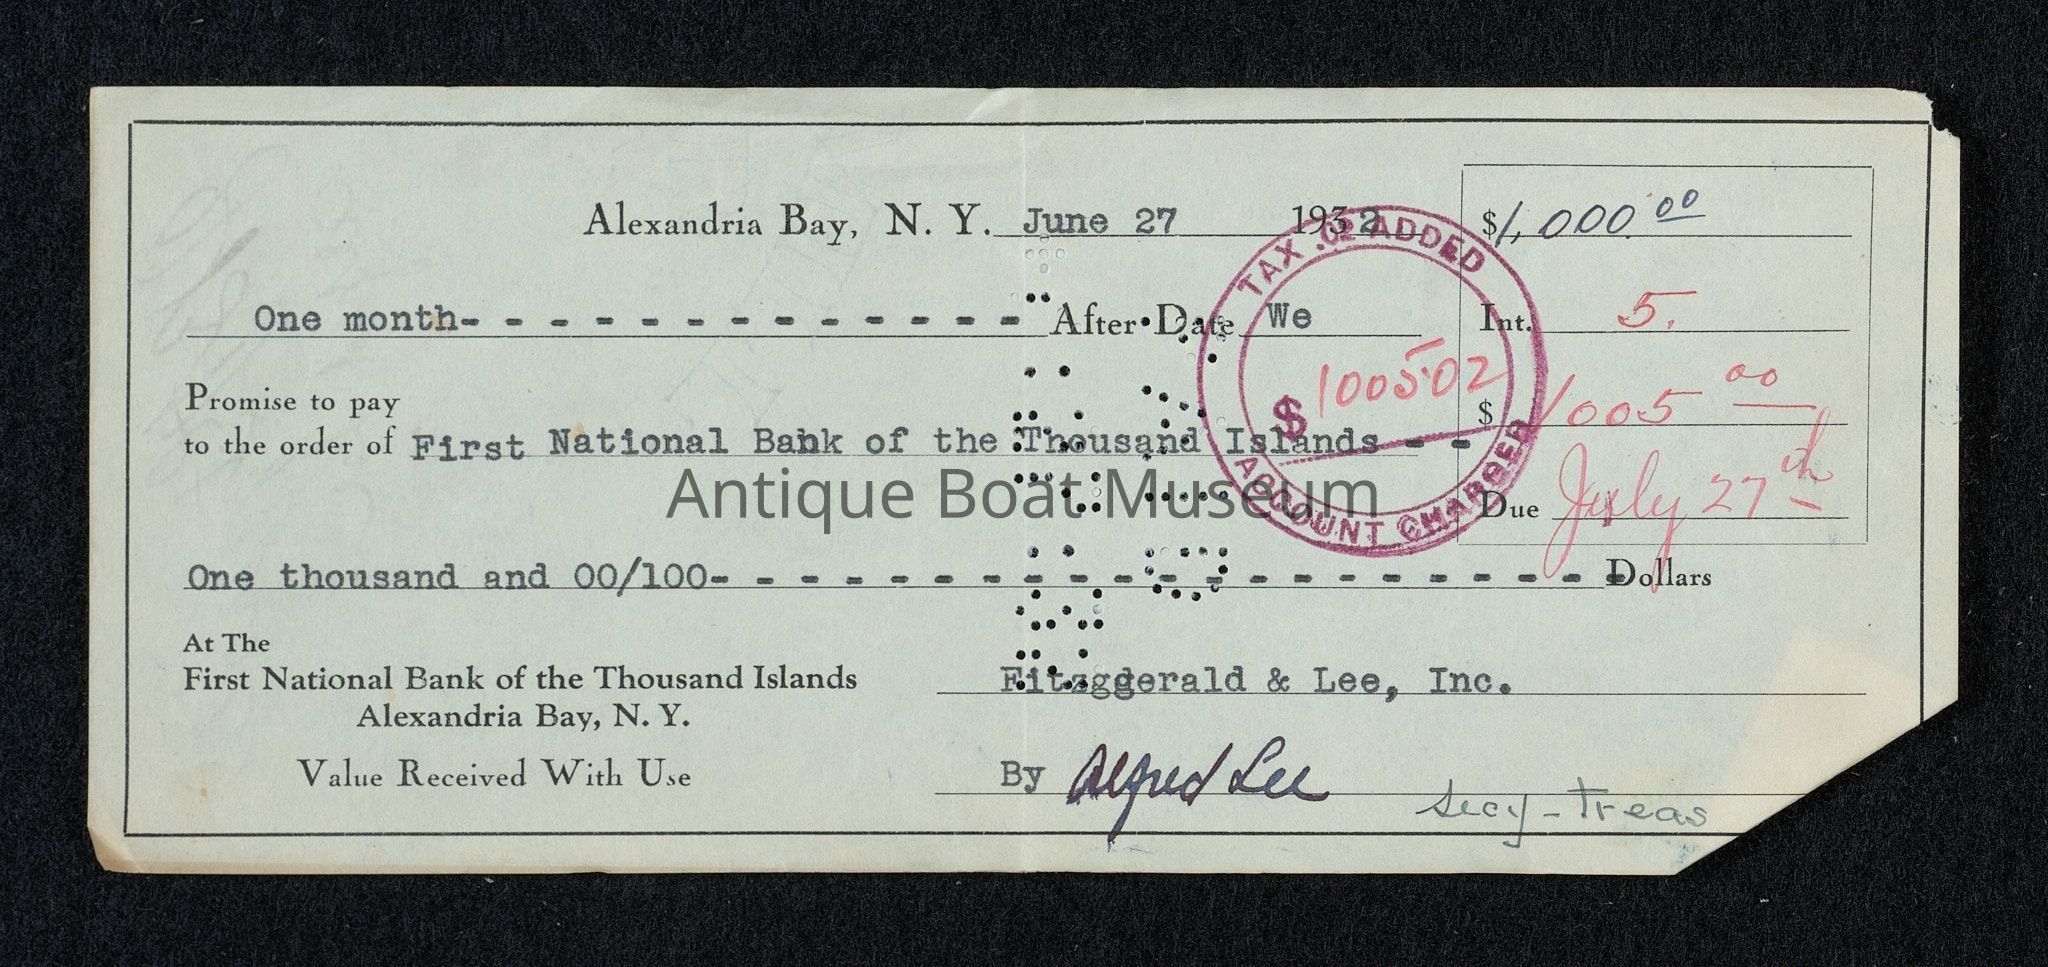 Alexandria Bay, N. Y. June 27 1932 $1,000.00
One month- - - - - - - - - - - - - After Date We Int. 5.
Promise to pay
to the order of First National Bank of the Thousand Islands - - $ 1005 00
TAX .02 ADDED
$ 1005.02
ACCOUNT CHARGED
Antique Boat Museum
Due July 27th
One thousand and 00/100- - - - - - - - - - - - - - - - - - - - Dollars
At The
First National Bank of the Thousand Islands
Fitzggerald & Lee, Inc.
Alexandria Bay, N. Y.
Value Received With Use
By Alfred Lee
Secy-Treas